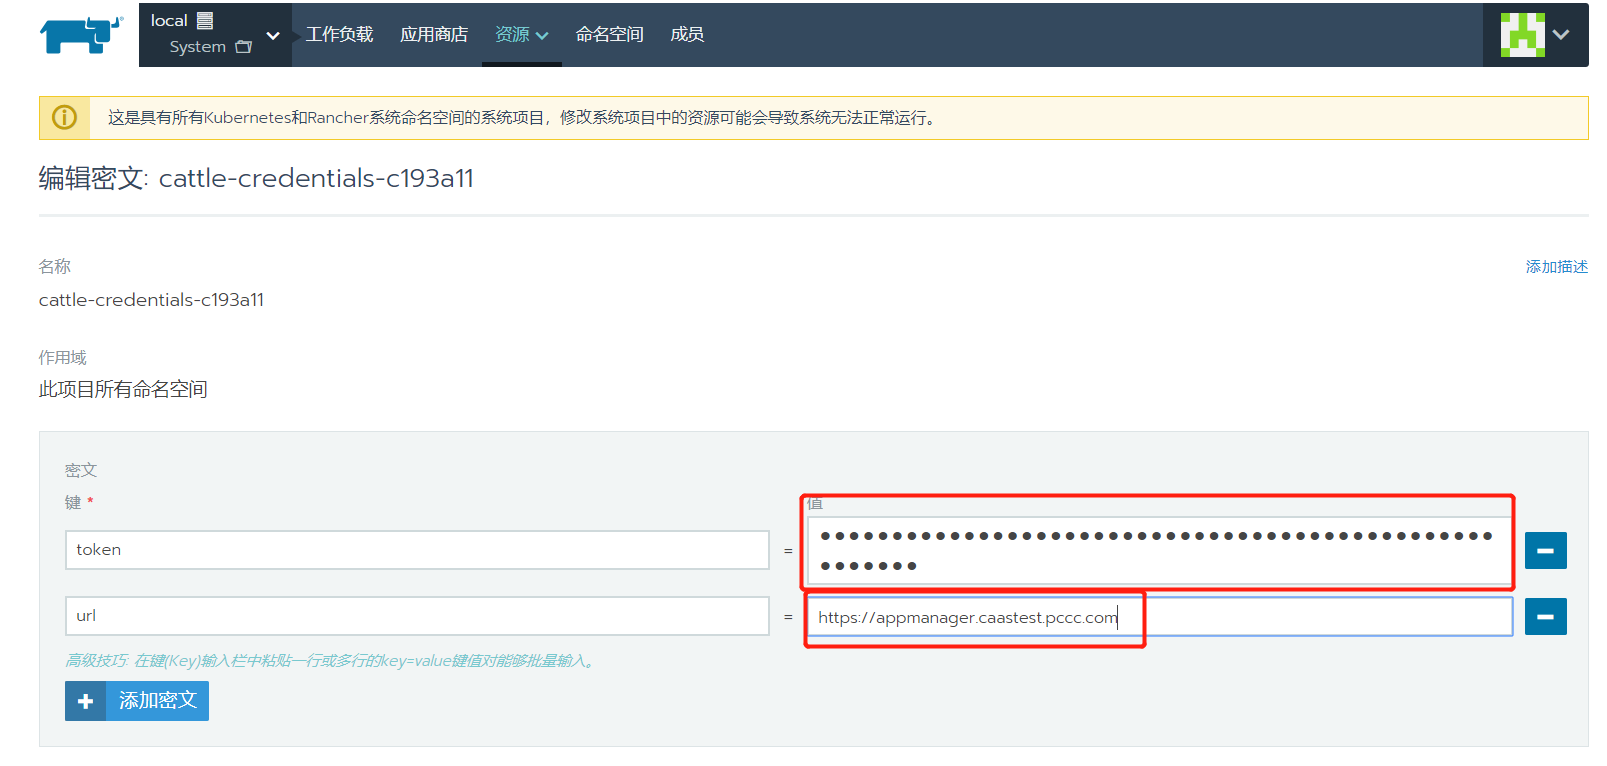 local
System
工作负载 应用商店 资源 命名空间 成员
这是具有所有Kubernetes和Rancher系统命名空间的系统项目，修改系统项目中的资源可能会导致系统无法正常运行。
编辑密文: cattle-credentials-c193a11
名称
添加描述
cattle-credentials-c193a11
作用域
此项目所有命名空间
密文
键 *
值
token
=
●●●●●●●●●●●●●●●●●●●●●●●●●●●●●●●●●●●●●●●●●●●●●●●
●●●●●●●
url
=
https://appmanager.caastest.pccc.com
高级技巧: 在键(Key)输入栏中粘贴一行或多行的key=value键值对能够批量输入。
+ 添加密文